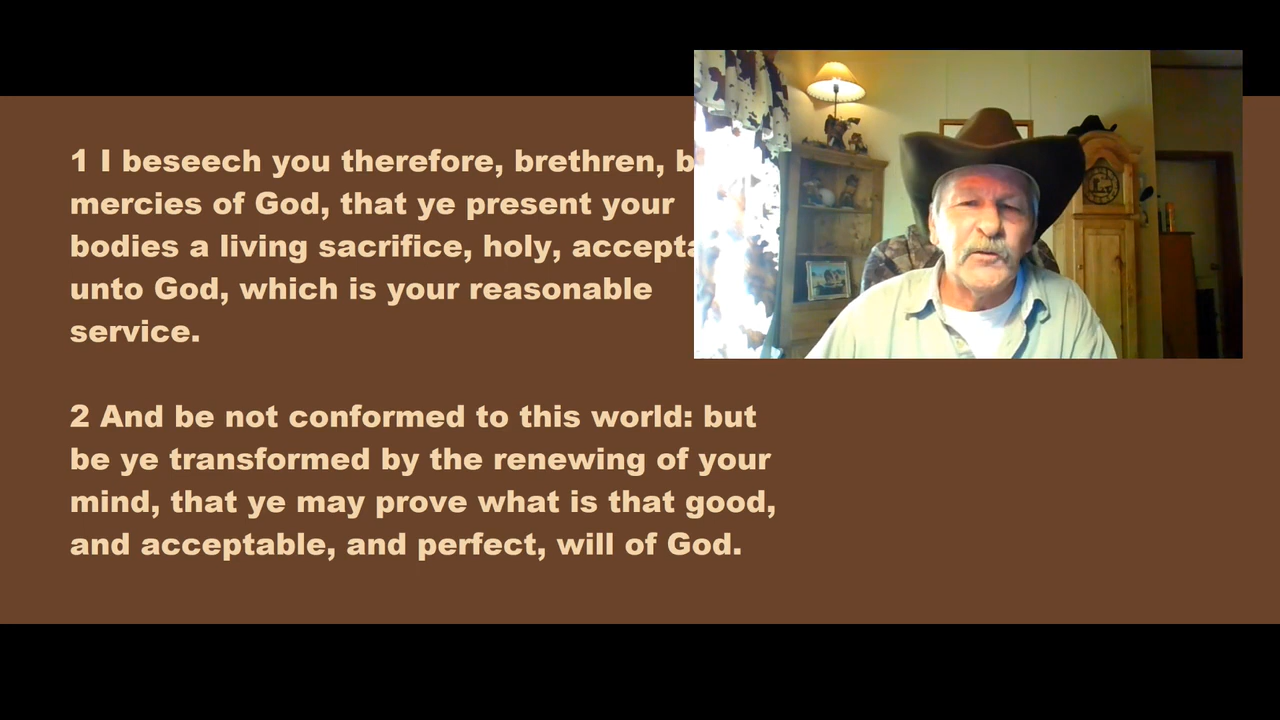 1 I beseech you therefore, brethren,
mercies of God, that ye present your
bodies a living sacrifice, holy,
unto God, which is your reasonable
service.
2 And be not conformed to this world: but
be ye transformed by the renewing of your
mind, that ye may prove what is that good,
and acceptable, and perfect, will of God.